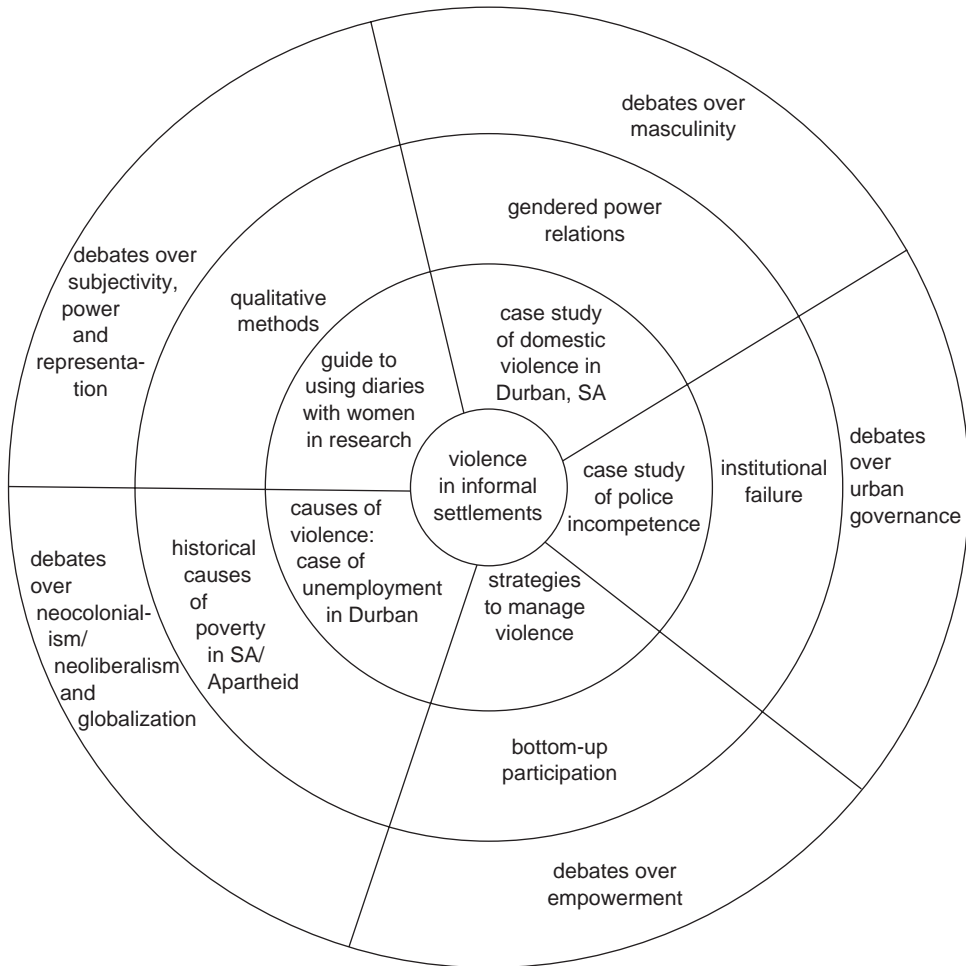 debates over
masculinity
gendered power
relations
case study
of domestic
violence in
Durban, SA
debates over
subjectivity,
power
and
representa-
tion
qualitative
methods
guide to
using diaries
with women
in research
violence
in informal
settlements
case study
of police
incompetence
institutional
failure
debates
over
urban
governance
causes of
violence:
case of
unemployment
in Durban
historical
causes
of
poverty
in SA/
Apartheid
debates
over
neocolonial-
ism/
neoliberalism
and
globalization
strategies
to manage
violence
bottom-up
participation
debates over
empowerment